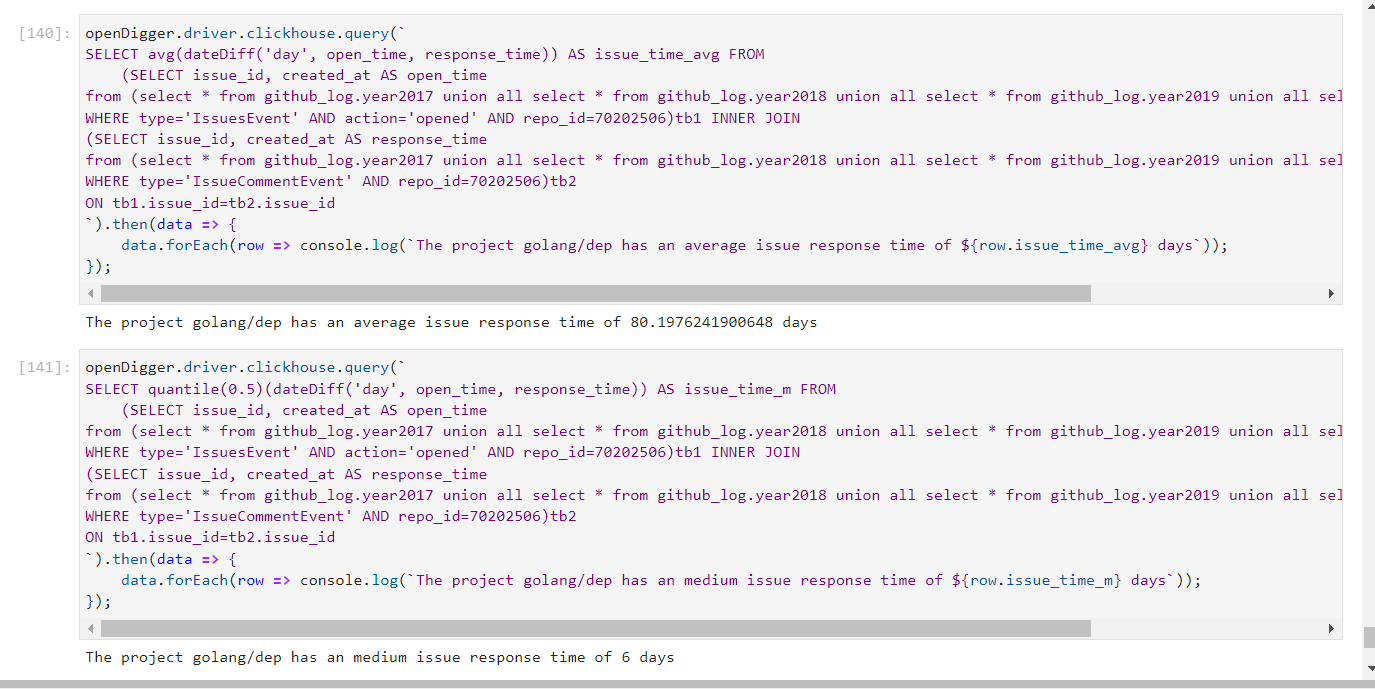 [140]:
openDigger.driver.clickhouse.query(`
SELECT avg(dateDiff('day', open_time, response_time)) AS issue_time_avg FROM
    (SELECT issue_id, created_at AS open_time
from (select * from github_log.year2017 union all select * from github_log.year2018 union all select * from github_log.year2019 union all sel
WHERE type='IssuesEvent' AND action='opened' AND repo_id=70202506)tb1 INNER JOIN
(SELECT issue_id, created_at AS response_time
from (select * from github_log.year2017 union all select * from github_log.year2018 union all select * from github_log.year2019 union all sel
WHERE type='IssueCommentEvent' AND repo_id=70202506)tb2
ON tb1.issue_id=tb2.issue_id
`).then(data => {
    data.forEach(row => console.log(`The project golang/dep has an average issue response time of ${row.issue_time_avg} days`));
});
The project golang/dep has an average issue response time of 80.1976241900648 days
[141]:
openDigger.driver.clickhouse.query(`
SELECT quantile(0.5)(dateDiff('day', open_time, response_time)) AS issue_time_m FROM
    (SELECT issue_id, created_at AS open_time
from (select * from github_log.year2017 union all select * from github_log.year2018 union all select * from github_log.year2019 union all sel
WHERE type='IssuesEvent' AND action='opened' AND repo_id=70202506)tb1 INNER JOIN
(SELECT issue_id, created_at AS response_time
from (select * from github_log.year2017 union all select * from github_log.year2018 union all select * from github_log.year2019 union all sel
WHERE type='IssueCommentEvent' AND repo_id=70202506)tb2
ON tb1.issue_id=tb2.issue_id
`).then(data => {
    data.forEach(row => console.log(`The project golang/dep has an medium issue response time of ${row.issue_time_m} days`));
});
The project golang/dep has an medium issue response time of 6 days